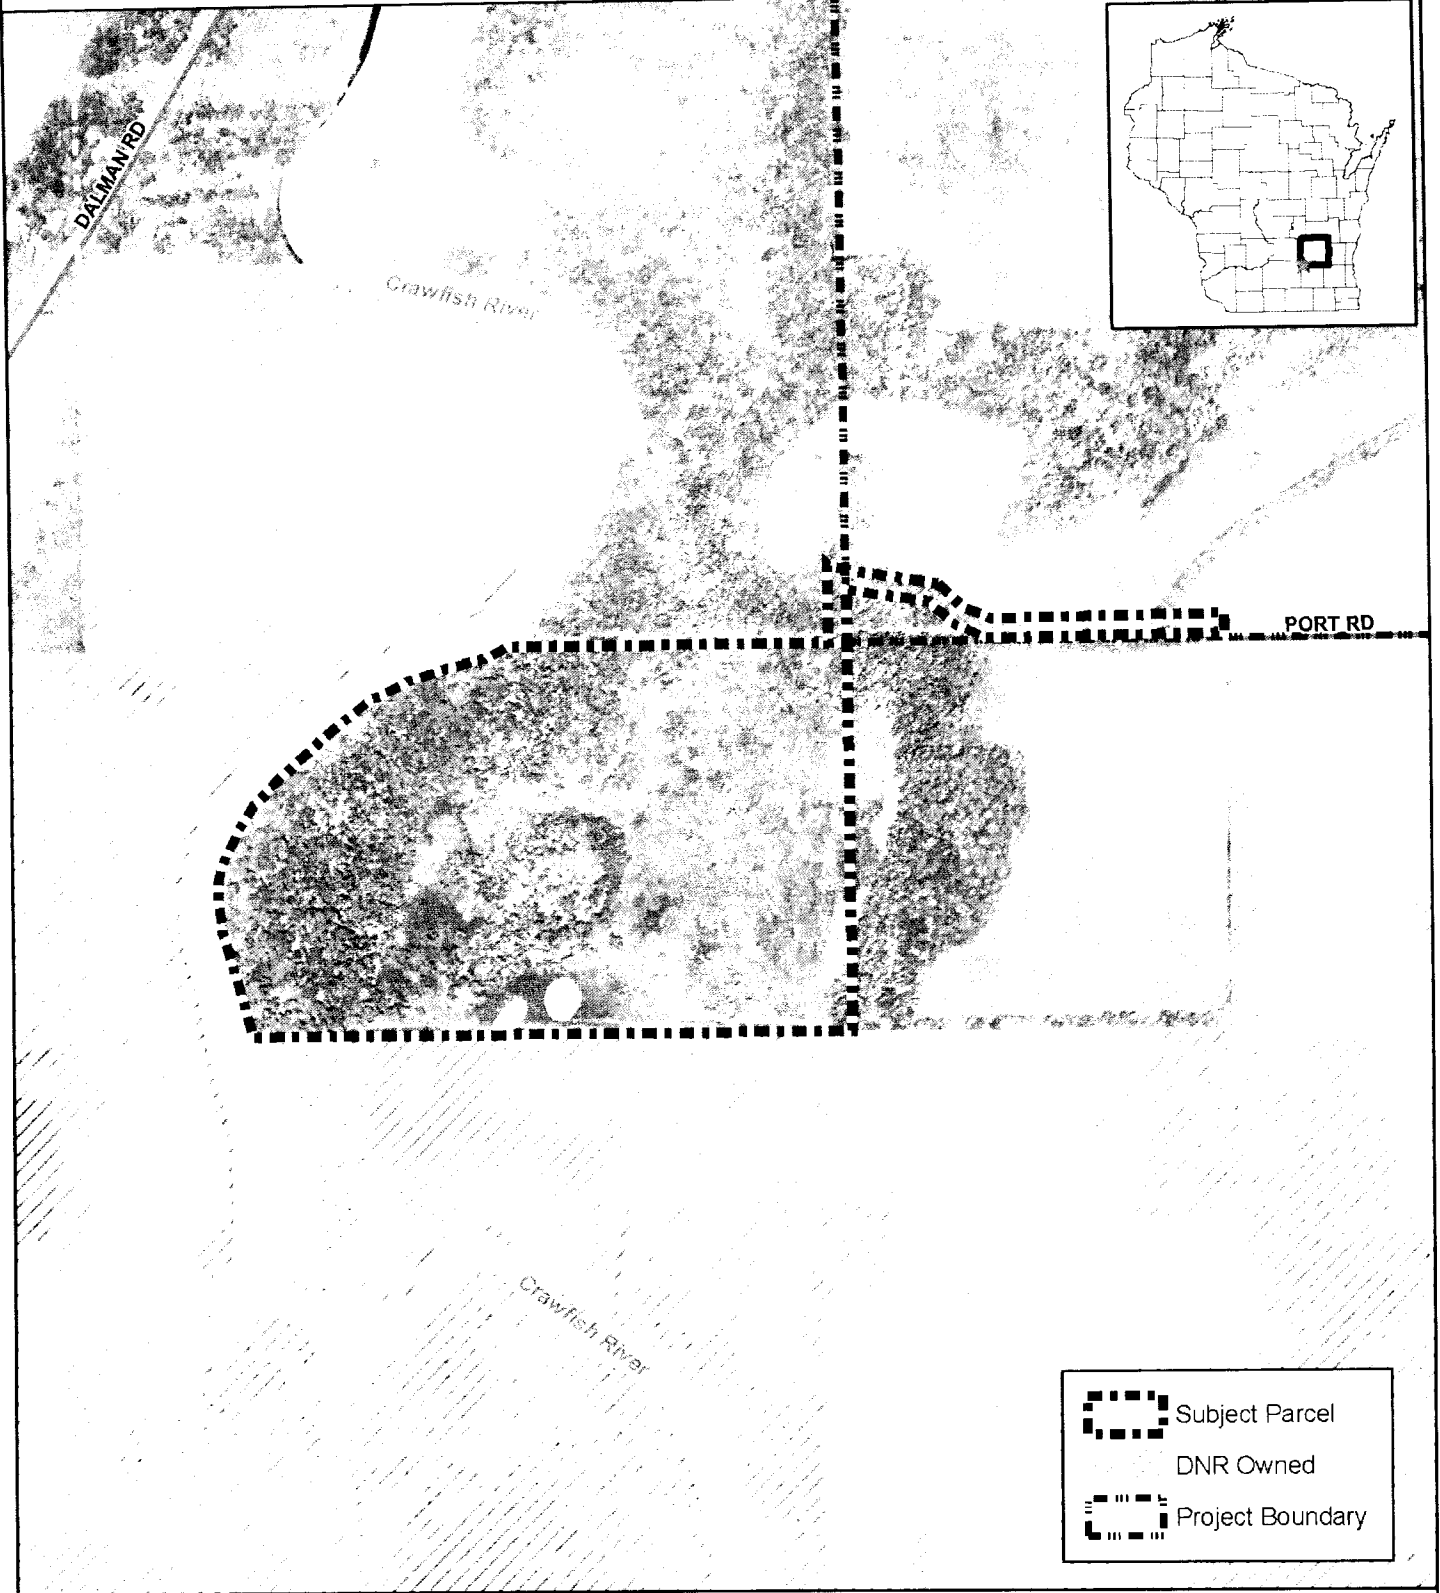 DALMAN RD
Crawfish River
PORT RD
Crawfish River
Subject Parcel
DNR Owned
Project Boundary